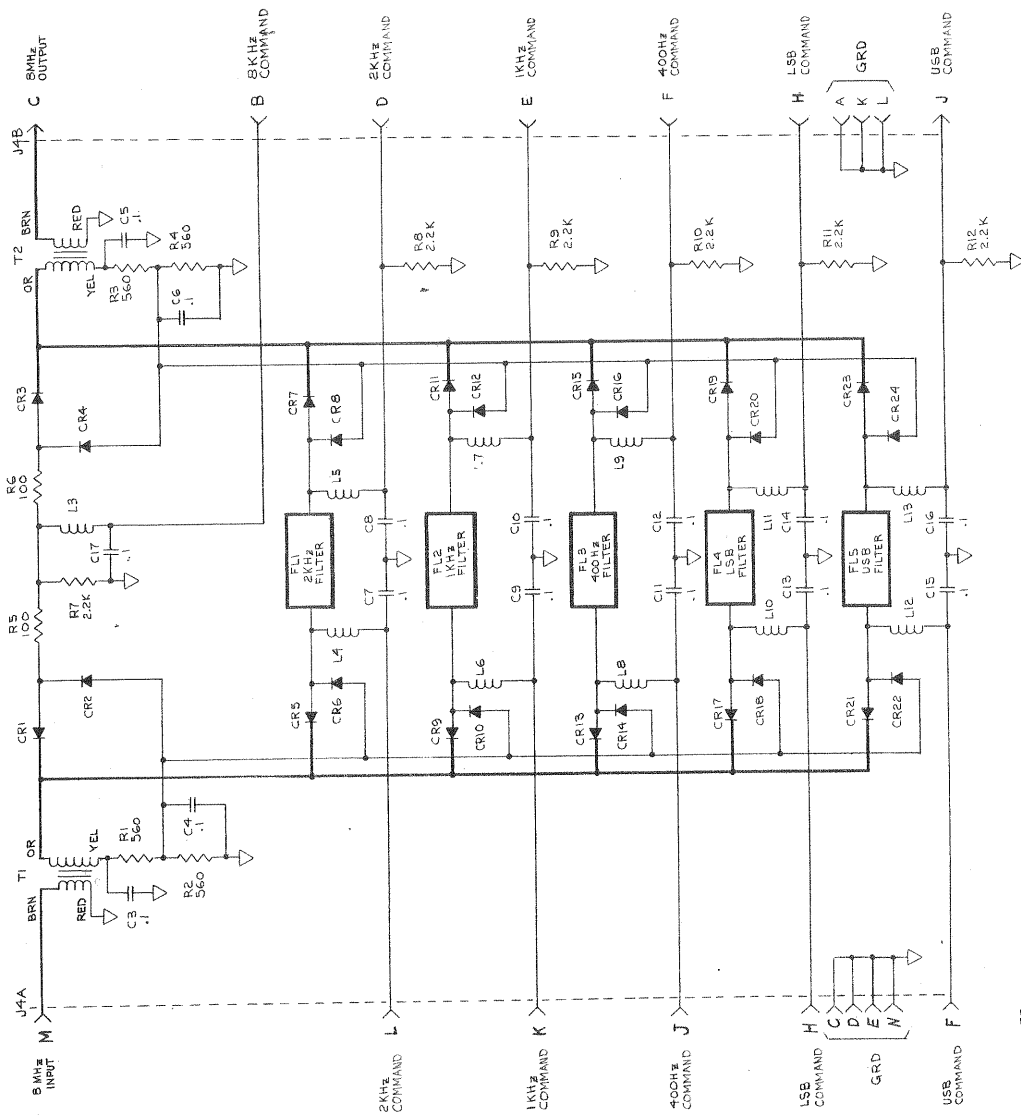 8 MHz
INPUT
M
J4A
BRN
RED
T1
OR
YEL
C3
.1
R1
560
R2
560
C4
.1
CR1
CR2
R5
100
R7
2.2K
C17
.1
L3
R6
100
CR3
CR4
T2
OR
YEL
BRN
RED
R3
560
C5
.1
R4
560
C6
.1
J4B
C
8MHz
OUTPUT
B
8KHz
COMMAND
CR5
CR6
L4
FL1
2KHz
FILTER
L5
CR7
CR8
2KHz
COMMAND
L
C7
.1
C8
.1
R8
2.2K
D
2KHz
COMMAND
CR9
CR10
L6
FL2
1KHz
FILTER
L7
CR11
CR12
1KHz
COMMAND
K
C9
.1
C10
.1
R9
2.2K
E
1KHz
COMMAND
CR13
CR14
L8
FL3
400Hz
FILTER
L9
CR15
CR16
400Hz
COMMAND
J
C11
.1
C12
.1
R10
2.2K
F
400Hz
COMMAND
CR17
CR18
L10
FL4
LSB
FILTER
L11
CR19
CR20
LSB
COMMAND
H
C13
.1
C14
.1
R11
2.2K
H
LSB
COMMAND
C
D
E
N
GRD
A
K
L
GRD
CR21
CR22
L12
FL5
USB
FILTER
L13
CR23
CR24
USB
COMMAND
F
C15
.1
C16
.1
R12
2.2K
J
USB
COMMAND